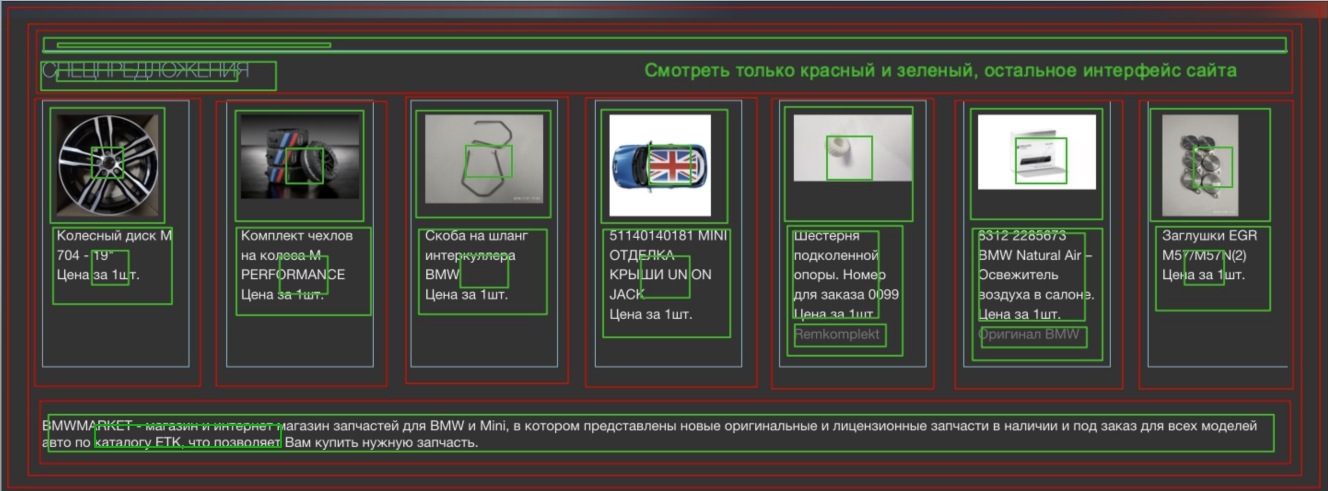 СПЕЦПРЕДЛОЖЕНИЯ
Смотреть только красный и зеленый, остальное интерфейс сайта
Колесный диск M
704 - 19"
Цена за 1шт.
Комплект чехлов
на колеса M
PERFORMANCE
Цена за 1шт.
Скоба на шланг
интеркуллера
BMW
Цена за 1шт.
51140140181 MINI
ОТДЕЛКА
КРЫШИ UNION
JACK
Цена за 1шт.
Шестерня
подколенной
опоры. Номер
для заказа 0099
Цена за 1шт.
Remkomplekt
8312 2285673
BMW Natural Air –
Освежитель
воздуха в салоне.
Цена за 1шт.
Оригинал BMW
Заглушки EGR
M57/M57N(2)
Цена за 1шт.
BMWMARKET - магазин и интернет магазин запчастей для BMW и Mini, в котором представлены новые оригинальные и лицензионные запчасти в наличии и под заказ для всех моделей
авто по каталогу ETK, что позволяет Вам купить нужную запчасть.